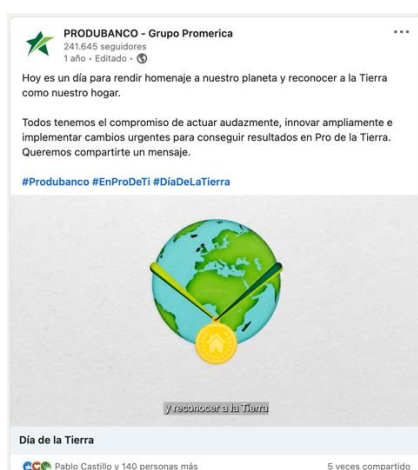 PRODUBANCO - Grupo Promerica
241.645 seguidores
1 año • Editado •
Hoy es un día para rendir homenaje a nuestro planeta y reconocer a la Tierra
como nuestro hogar.
Todos tenemos el compromiso de actuar audazmente, innovar ampliamente e
implementar cambios urgentes para conseguir resultados en Pro de la Tierra.
Queremos compartirte un mensaje.
#Produbanco #EnProDeTi #DíaDeLaTierra
y reconocer a la Tierra
Día de la Tierra
Pablo Castillo y 140 personas más
5 veces compartido